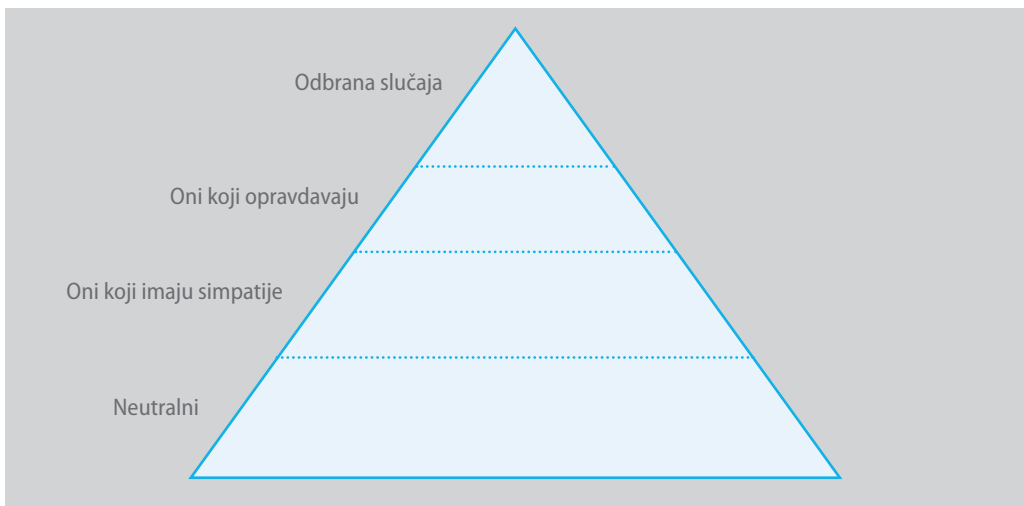 Odbrana slučaja
Oni koji opravdavaju
Oni koji imaju simpatije
Neutralni